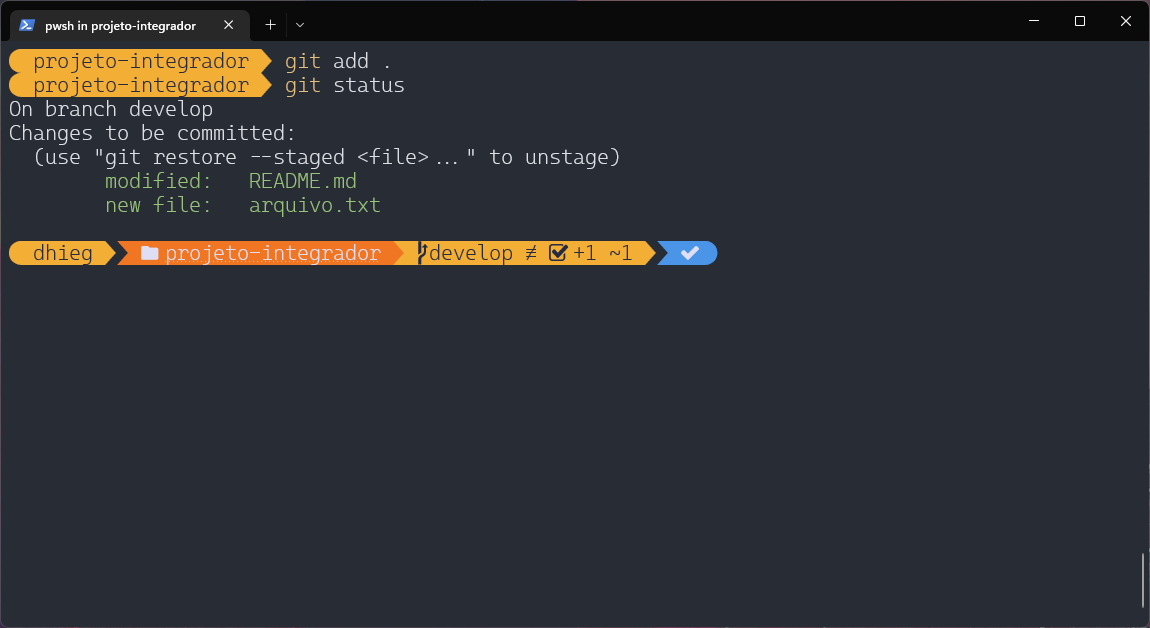 pwsh in projeto-integrador
projeto-integrador git add .
projeto-integrador git status
On branch develop
Changes to be committed:
(use "git restore --staged <file>..." to unstage)
modified: README.md
new file: arquivo.txt
dhieg projeto-integrador develop ≢ +1 ~1